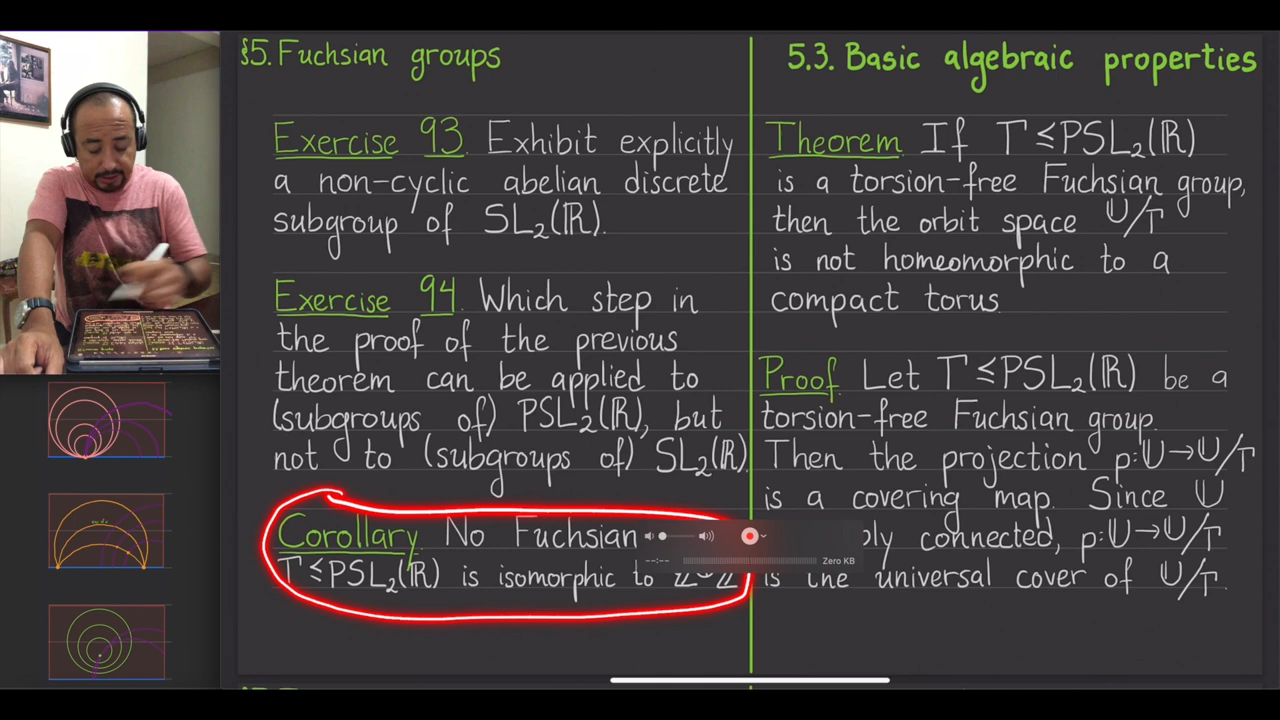 §5. Fuchsian groups
Exercise 93. Exhibit explicitly
a non-cyclic abelian discrete
subgroup of SL₂(ℝ).
Exercise 94. Which step in
the proof of the previous
theorem can be applied to
(subgroups of) PSL₂(ℝ), but
not to (subgroups of) SL₂(ℝ).
Corollary. No Fuchsian
Γ≤PSL₂(ℝ) is isomorphic to
5.3. Basic algebraic properties
Theorem. If Γ≤PSL₂(ℝ)
is a torsion-free Fuchsian group,
then the orbit space 𝕌/Γ
is not homeomorphic to a
compact torus.
Proof. Let Γ≤PSL₂(ℝ) be a
torsion-free Fuchsian group.
Then the projection p:𝕌→𝕌/Γ
is a covering map. Since 𝕌
connected, p:𝕌→𝕌/Γ
is the universal cover of 𝕌/Γ.
--:--
Zero KB